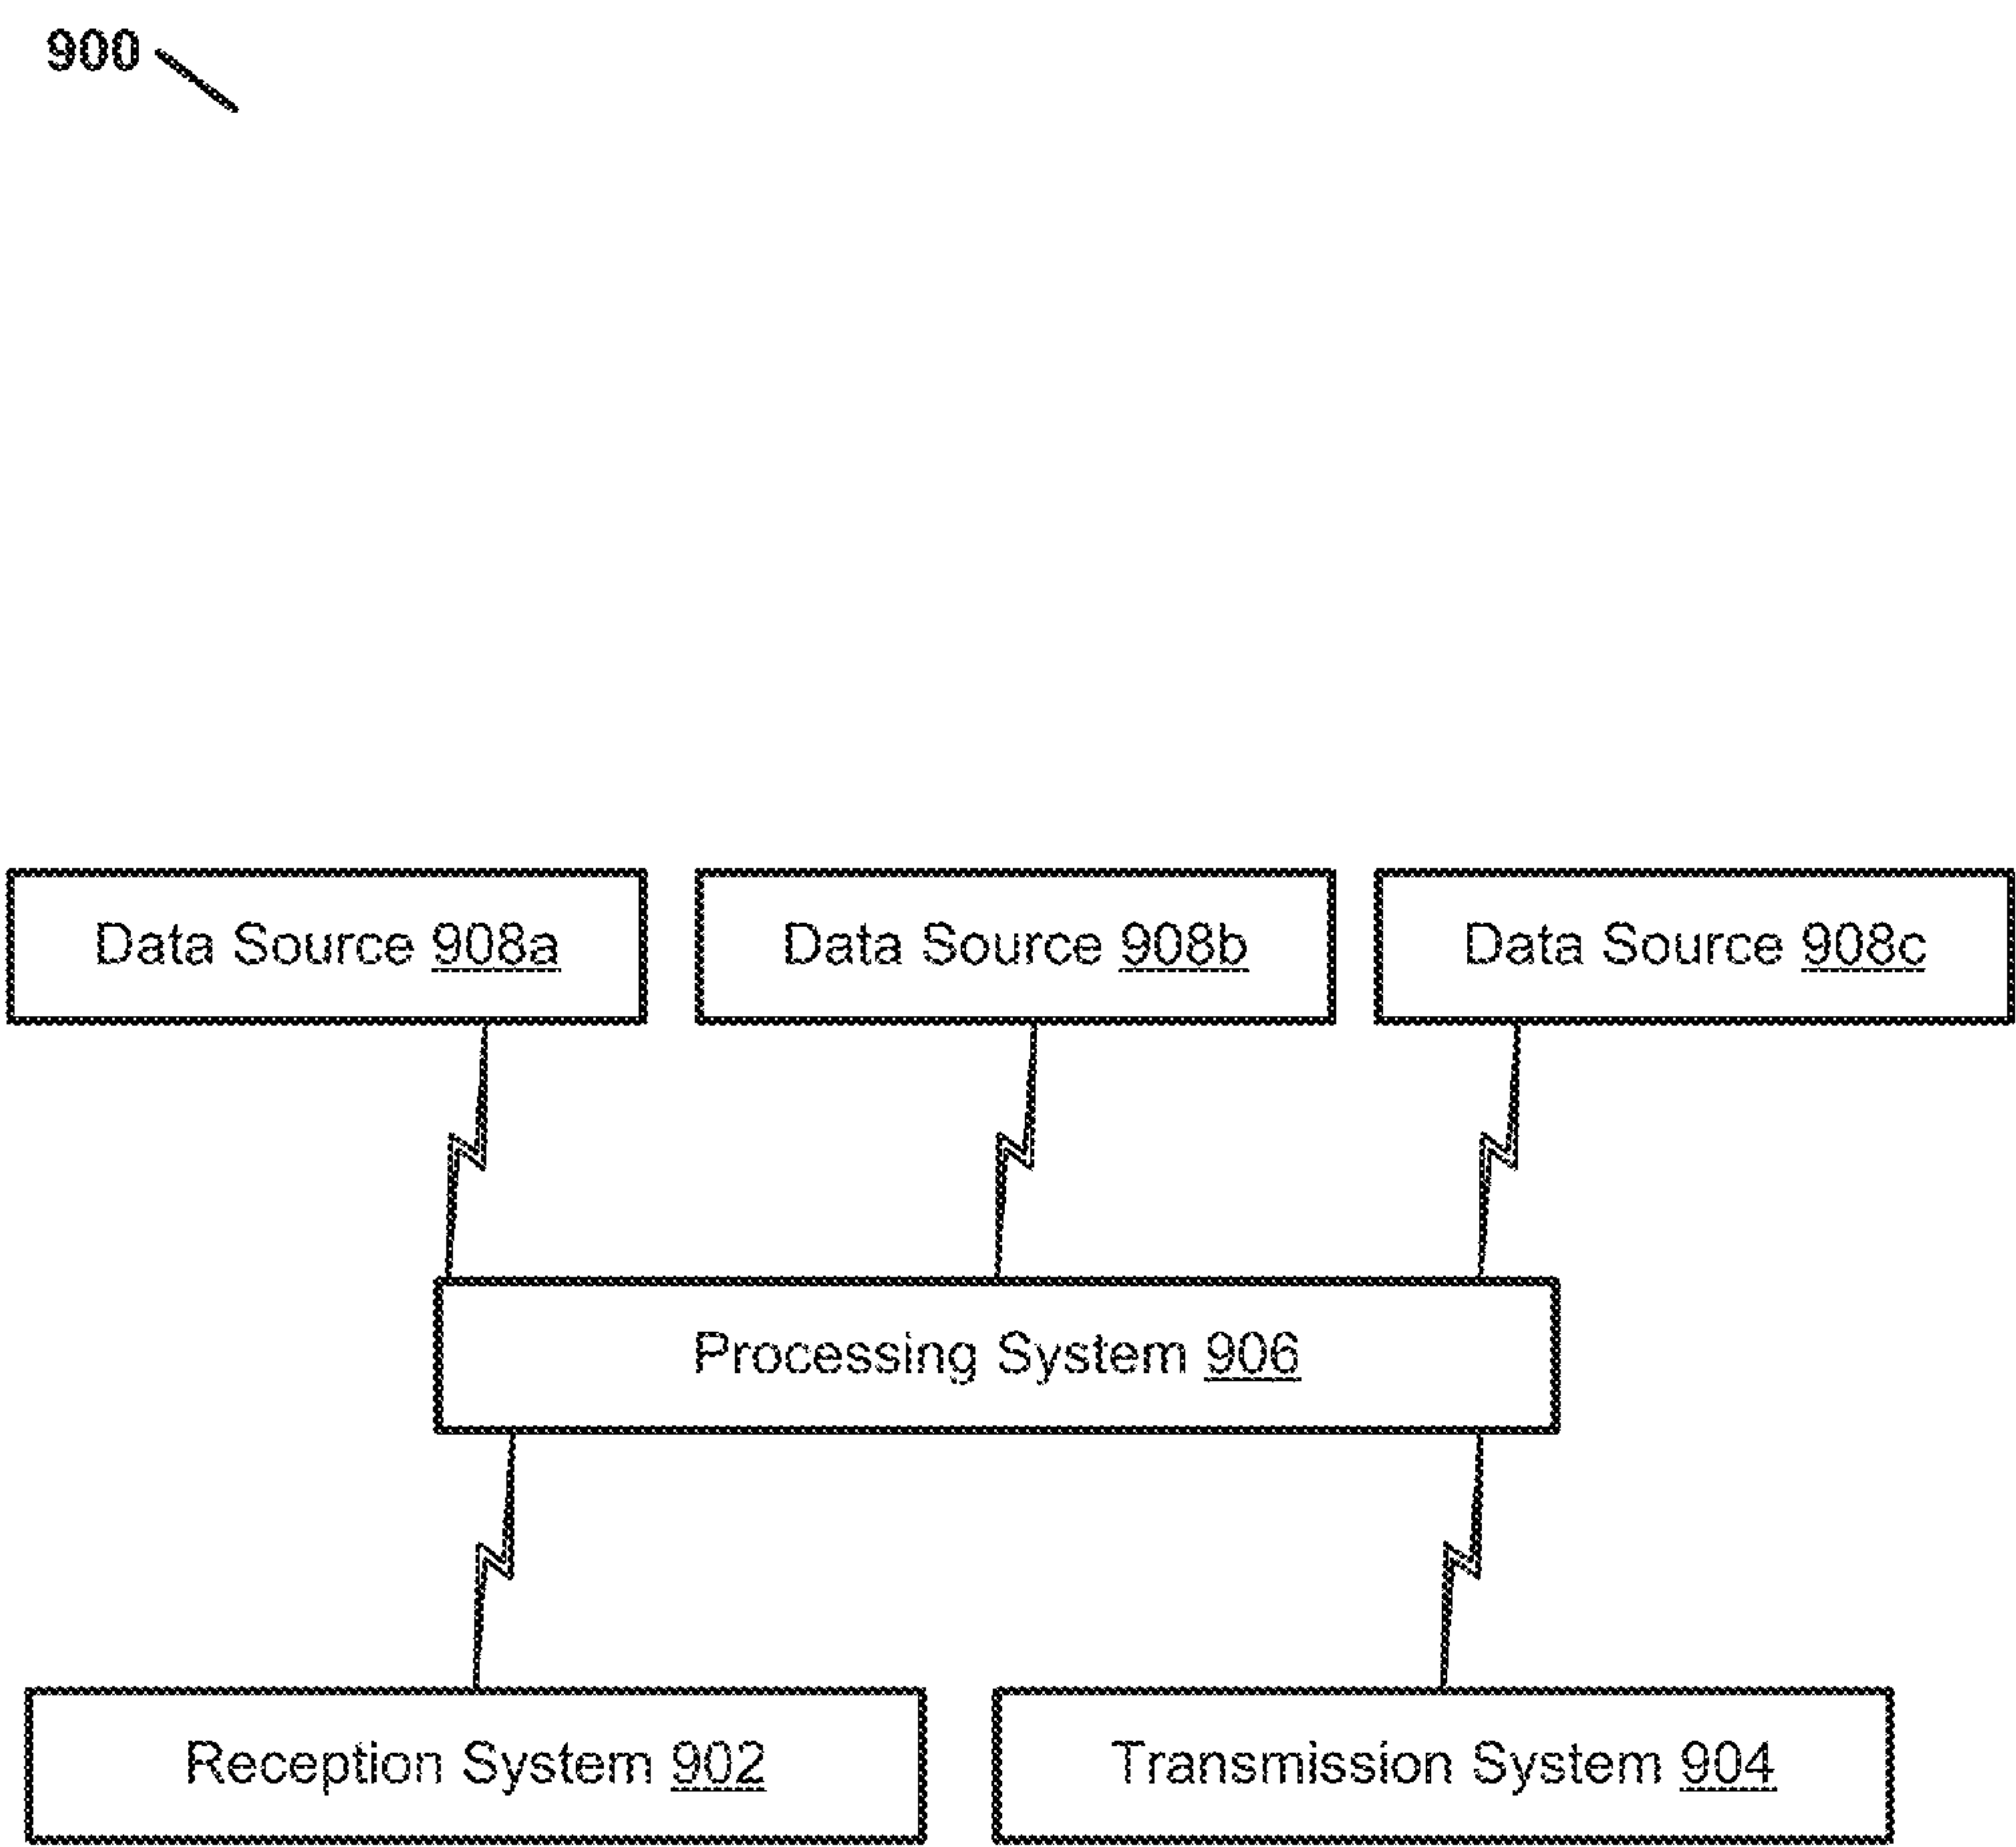 900
Data Source 908a
Data Source 908b
Data Source 908c
Processing System 906
Reception System 902
Transmission System 904